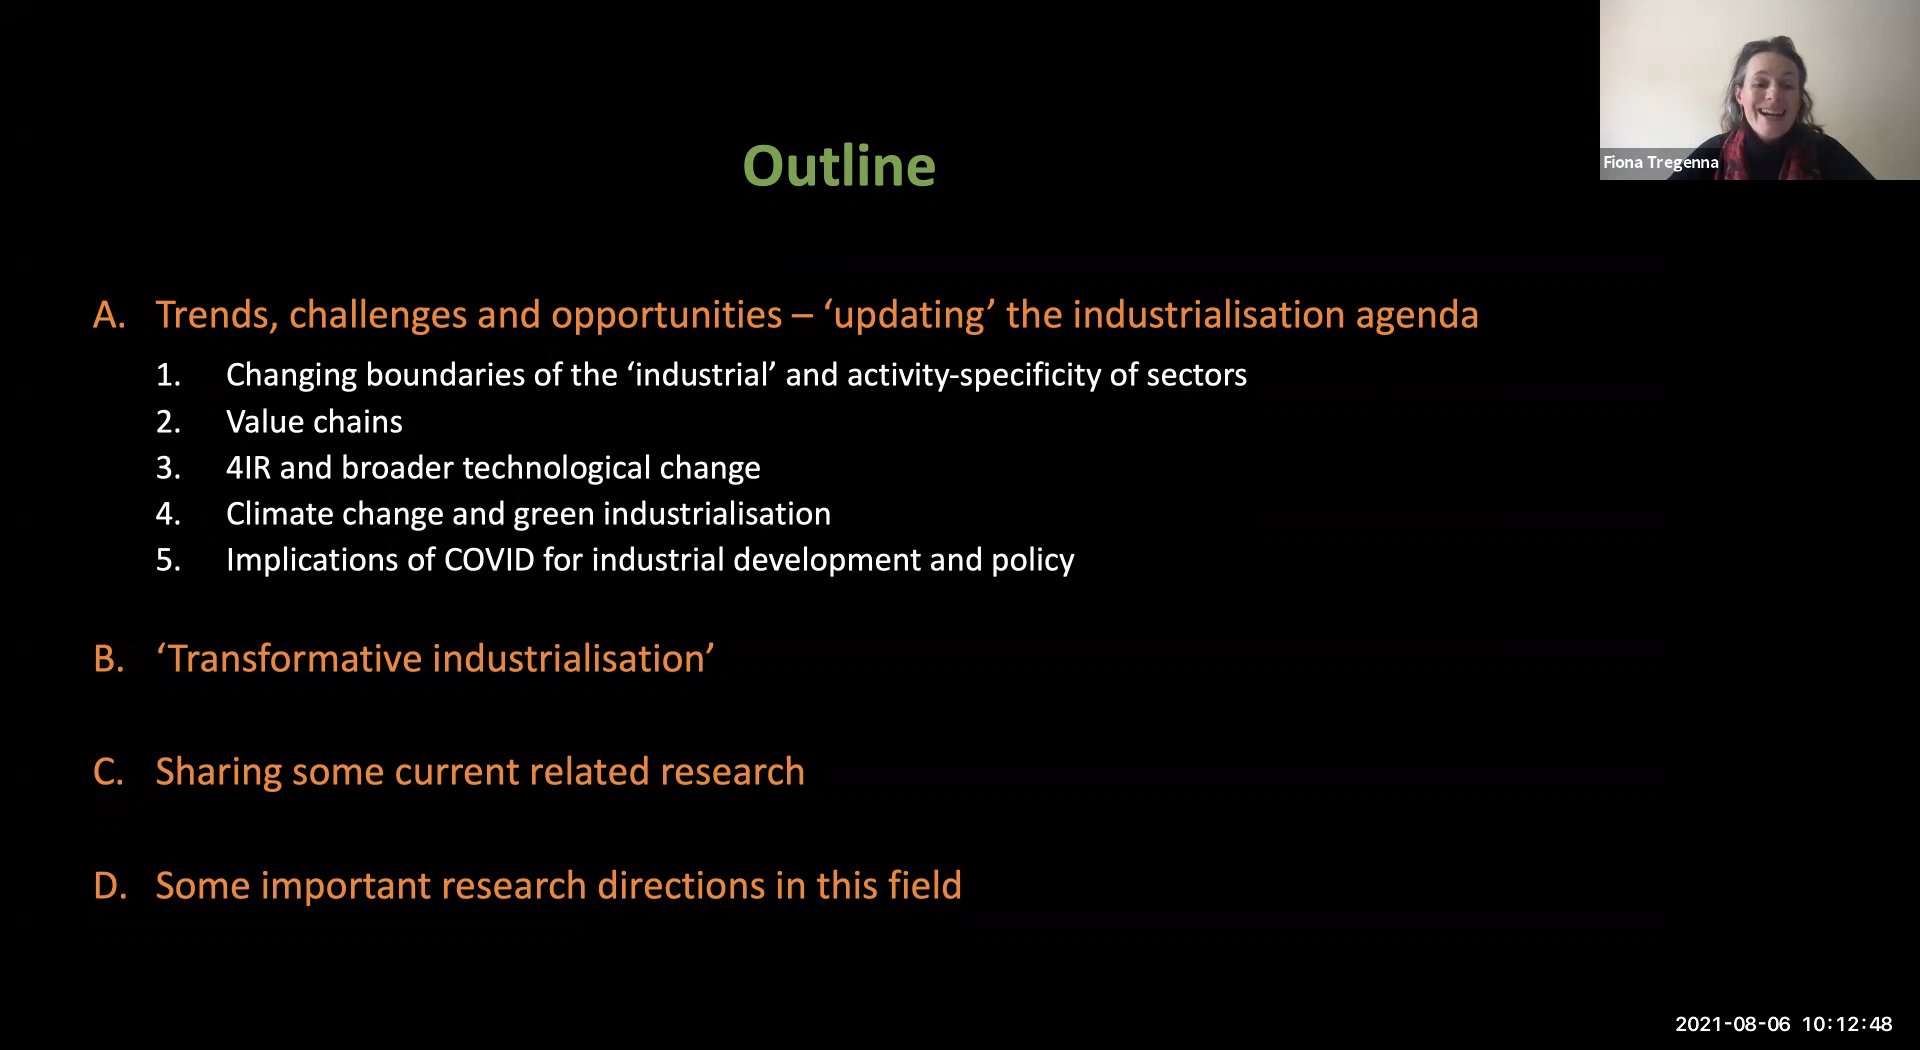 Outline
Fiona Tregenna
A. Trends, challenges and opportunities – ‘updating’ the industrialisation agenda
1. Changing boundaries of the ‘industrial’ and activity-specificity of sectors
2. Value chains
3. 4IR and broader technological change
4. Climate change and green industrialisation
5. Implications of COVID for industrial development and policy
B. ‘Transformative industrialisation’
C. Sharing some current related research
D. Some important research directions in this field
2021-08-06 10:12:48